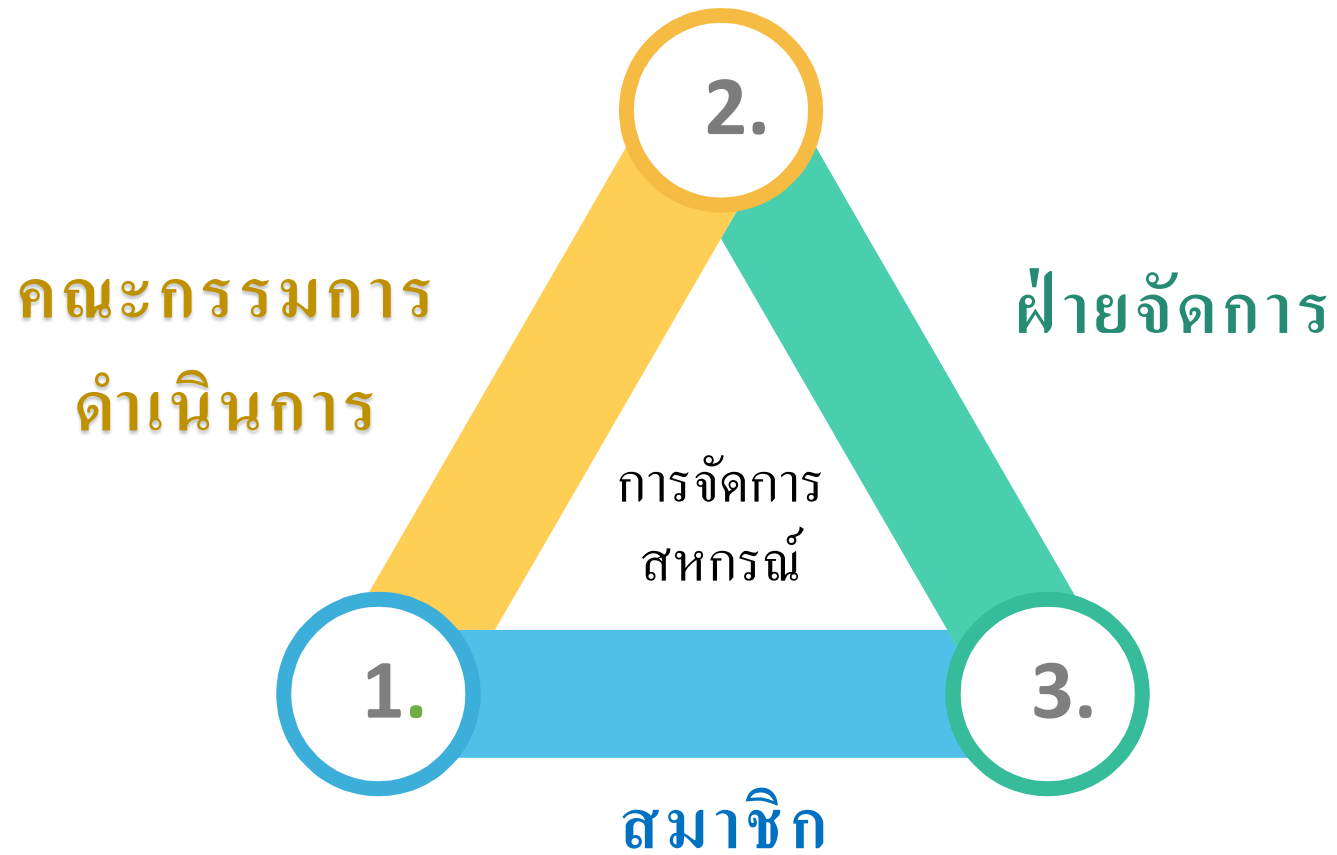 2.
คณะกรรมการ
ดำเนินการ
ฝ่ายจัดการ
การจัดการ
สหกรณ์
1.
3.
สมาชิก